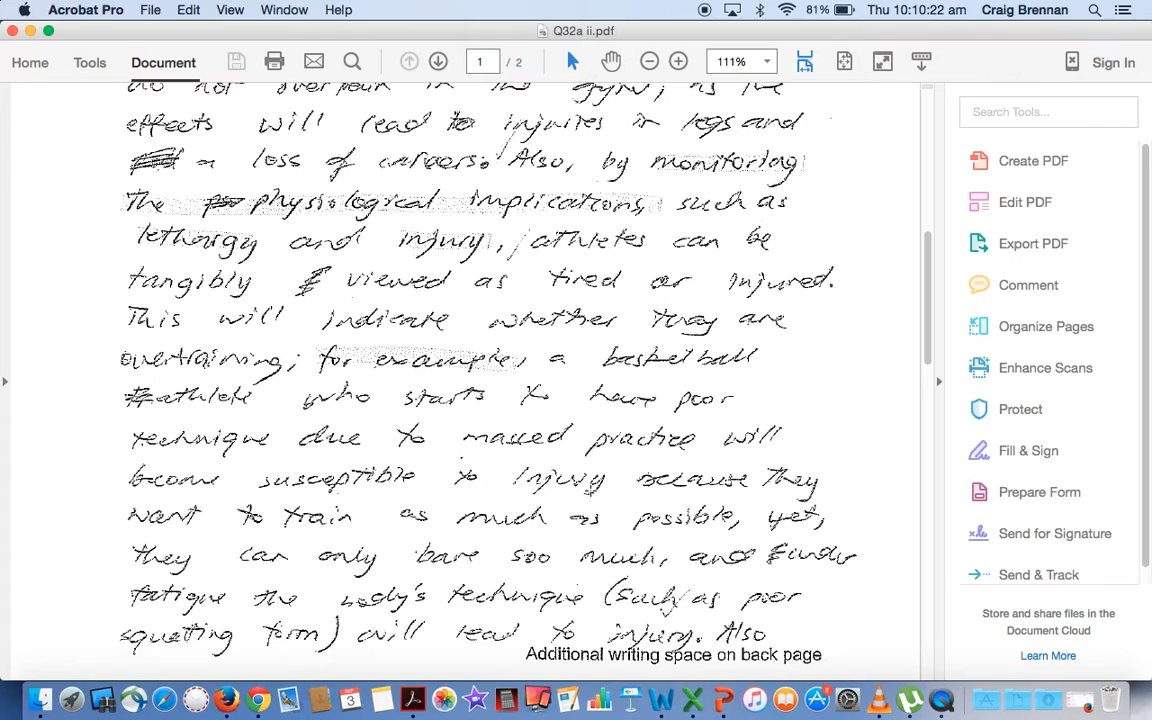 Acrobat Pro File Edit View Window Help 81% Thu 10:10:22 am Craig Brennan
Q32a ii.pdf
Home Tools Document 1 / 2 111% Sign In
do not overtrain in the gym, as the
effects will lead to injuries in legs and
a loss of careers. Also, by monitoring
The physiological implications, such as
lethargy and injury, athletes can be
tangibly viewed as tired or injured.
This will indicate whether they are
overtraining; for example, a basketball
athlete who starts to have poor
technique due to massed practice will
become susceptible to injury because they
want to train as much as possible, yet,
they can only bare soo much, and under
fatigue the body's technique (such as poor
squatting form) will lead to injury. Also
Additional writing space on back page
Search Tools...
Create PDF
Edit PDF
Export PDF
Comment
Organize Pages
Enhance Scans
Protect
Fill & Sign
Prepare Form
Send for Signature
Send & Track
Store and share files in the
Document Cloud
Learn More